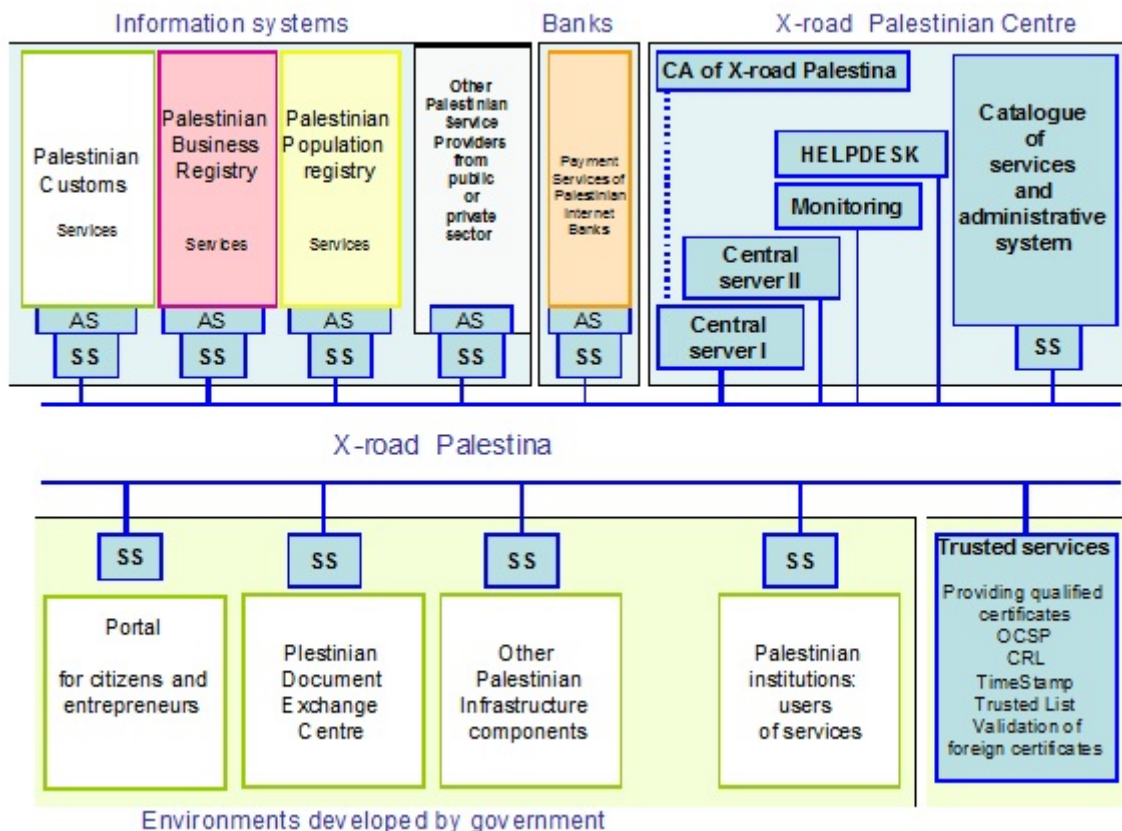 Information systems
Banks
X-road Palestinian Centre
Palestinian
Customs
Services
AS
SS
Palestinian
Business
Registry
Services
AS
SS
Palestinian
Population
registry
Services
AS
SS
Other
Palestinian
Service
Providers
from
public
or
private
sector
AS
SS
Payment
Services of
Palestinian
Internet
Banks
AS
SS
CA of X-road Palestina
HELPDESK
Monitoring
Central
server II
Central
server I
Catalogue
of
services
and
administrative
system
SS
X-road Palestina
SS
Portal
for citizens and
entrepreneurs
SS
Plestinian
Document
Exchange
Centre
SS
Other
Palestinian
Infrastructure
components
SS
Palestinian
institutions:
users
of services
Trusted services
Providing qualified
certificates
OCSP
CRL
TimeStamp
Trusted List
Validation of
foreign certificates
Environments developed by government